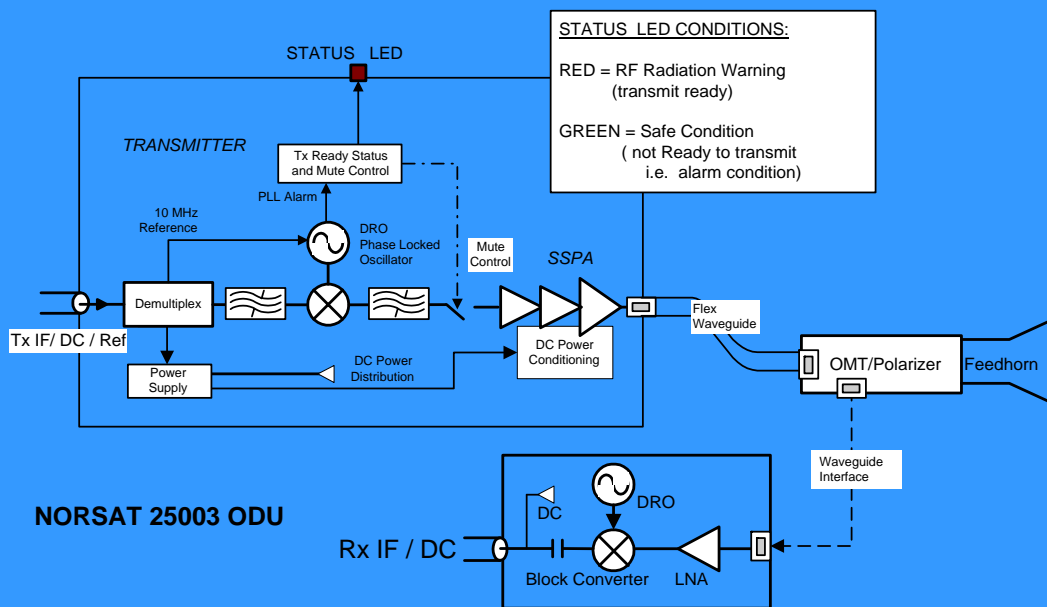 STATUS LED CONDITIONS:
RED = RF Radiation Warning
(transmit ready)
GREEN = Safe Condition
( not Ready to transmit
i.e. alarm condition)
STATUS LED
TRANSMITTER
Tx Ready Status
and Mute Control
PLL Alarm
10 MHz
Reference
DRO
Phase Locked
Oscillator
Mute
Control
SSPA
Demultiplex
Tx IF/ DC / Ref
Flex
Waveguide
Power
Supply
DC Power
Distribution
DC Power
Conditioning
OMT/Polarizer
Feedhorn
Waveguide
Interface
NORSAT 25003 ODU
DC
DRO
Rx IF / DC
Block Converter
LNA